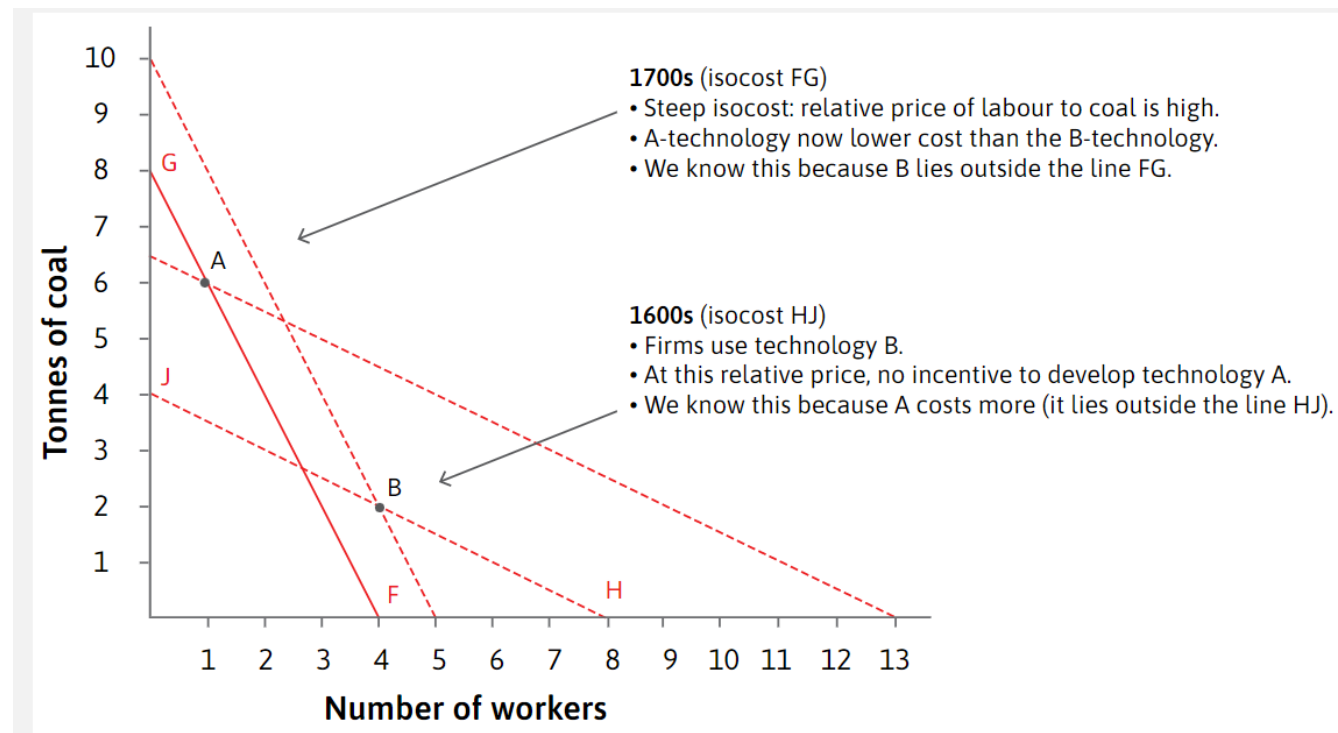 10
9
8
7
6
5
4
3
2
1
Tonnes of coal
G
A
J
B
F
H
1700s (isocost FG)
• Steep isocost: relative price of labour to coal is high.
• A-technology now lower cost than the B-technology.
• We know this because B lies outside the line FG.
1600s (isocost HJ)
• Firms use technology B.
• At this relative price, no incentive to develop technology A.
• We know this because A costs more (it lies outside the line HJ).
1 2 3 4 5 6 7 8 9 10 11 12 13
Number of workers